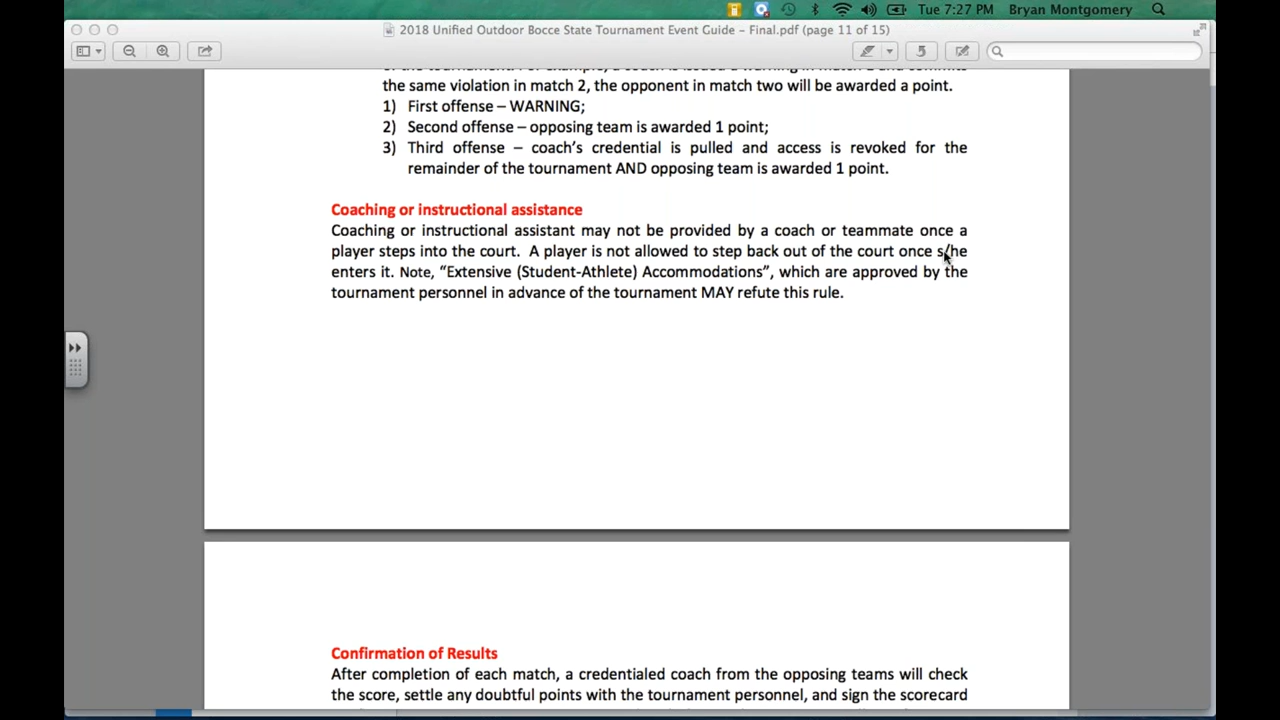 Tue 7:27 PM Bryan Montgomery
2018 Unified Outdoor Bocce State Tournament Event Guide – Final.pdf (page 11 of 15)
the same violation in match 2, the opponent in match two will be awarded a point.
1) First offense – WARNING;
2) Second offense – opposing team is awarded 1 point;
3) Third offense – coach's credential is pulled and access is revoked for the
remainder of the tournament AND opposing team is awarded 1 point.
Coaching or instructional assistance
Coaching or instructional assistant may not be provided by a coach or teammate once a
player steps into the court. A player is not allowed to step back out of the court once s/he
enters it. Note, “Extensive (Student-Athlete) Accommodations”, which are approved by the
tournament personnel in advance of the tournament MAY refute this rule.
Confirmation of Results
After completion of each match, a credentialed coach from the opposing teams will check
the score, settle any doubtful points with the tournament personnel, and sign the scorecard